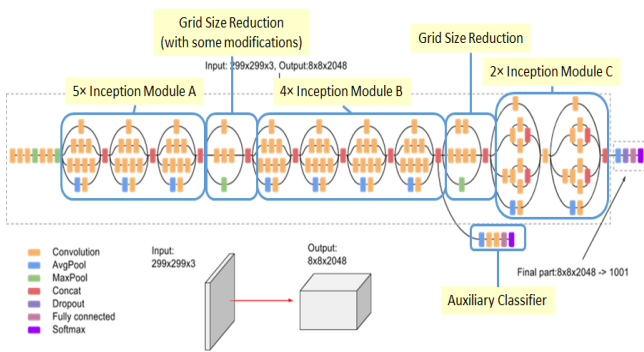 Grid Size Reduction
(with some modifications)
Grid Size Reduction
Input: 299x299x3, Output:8x8x2048
2× Inception Module C
5× Inception Module A
4× Inception Module B
Convolution
AvgPool
MaxPool
Concat
Dropout
Fully connected
Softmax
Input:
299x299x3
Output:
8x8x2048
Final part:8x8x2048 -> 1001
Auxiliary Classifier